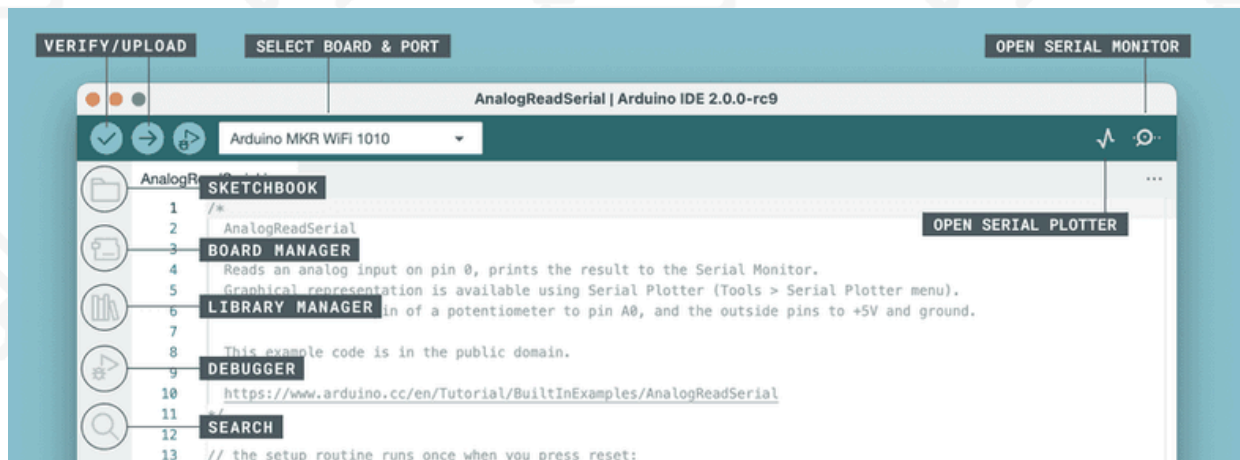 VERIFY/UPLOAD
SELECT BOARD & PORT
OPEN SERIAL MONITOR
AnalogReadSerial | Arduino IDE 2.0.0-rc9
Arduino MKR WiFi 1010
AnalogR
SKETCHBOOK
...
1 /*
2 AnalogReadSerial
OPEN SERIAL PLOTTER
3
BOARD MANAGER
4 Reads an analog input on pin 0, prints the result to the Serial Monitor.
5 Graphical representation is available using Serial Plotter (Tools > Serial Plotter menu).
LIBRARY MANAGER
6 in of a potentiometer to pin A0, and the outside pins to +5V and ground.
7
8 This example code is in the public domain.
9
DEBUGGER
10 https://www.arduino.cc/en/Tutorial/BuiltInExamples/AnalogReadSerial
11 */
SEARCH
12
13 // the setup routine runs once when you press reset: